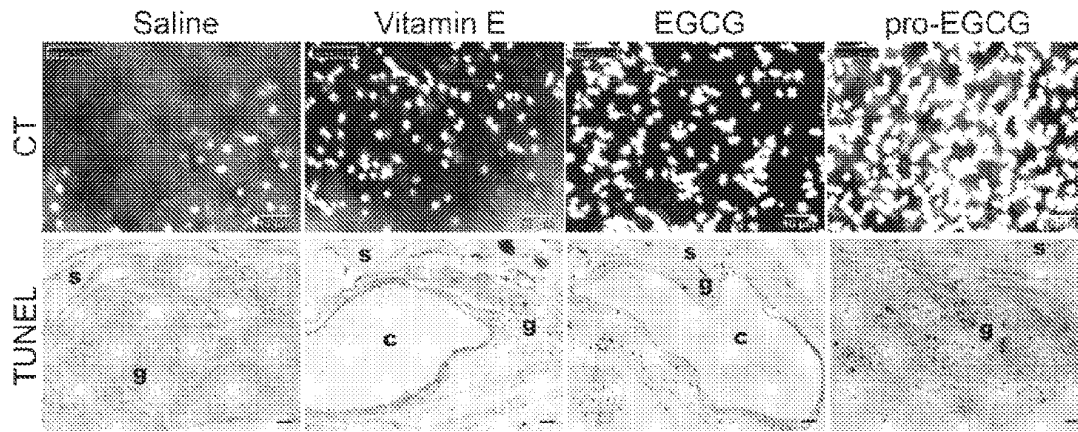 Saline Vitamin E EGCG pro-EGCG
CT
TUNEL
s g
s c g
s g c
s g